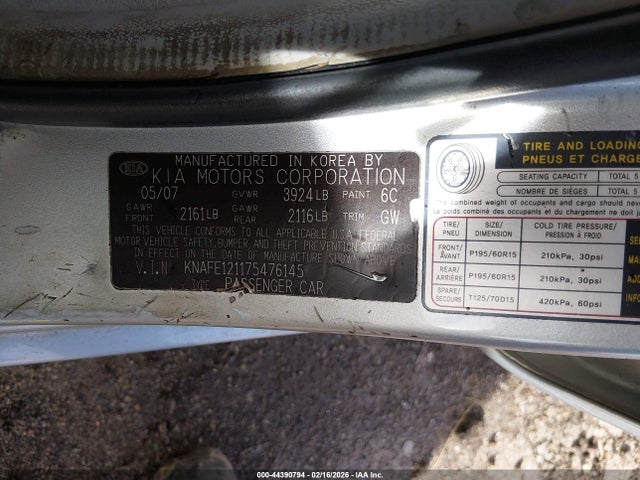 KIA
MANUFACTURED IN KOREA BY
KIA MOTORS CORPORATION
05/07 GVWR 3924LB PAINT 6C
GAWR FRONT 2161LB GAWR REAR 2116LB TRIM GW
THIS VEHICLE CONFORMS TO ALL APPLICABLE U.S.A. FEDERAL
MOTOR VEHICLE SAFETY, BUMPER, AND THEFT PREVENTION STANDARDS
IN EFFECT ON THE DATE OF MANUFACTURE SHOWN ABOVE.
V.I.N KNAFE121175476145
TYPE PASSENGER CAR
TIRE AND LOADING
PNEUS ET CHARGE
SEATING CAPACITY TOTAL 5
NOMBRE DE SIÈGES TOTAL 5
The combined weight of occupants and cargo should never
Le poids combiné des occupants et du chargement ne doit
TIRE/PNEU SIZE/DIMENSION COLD TIRE PRESSURE/PRESSION À FROID
FRONT/AVANT P195/60R15 210kPa, 30psi
REAR/ARRIÈRE P195/60R15 210kPa, 30psi
SPARE/SECOURS T125/70D15 420kPa, 60psi
000-44390794 - 02/16/2026 - IAA Inc.